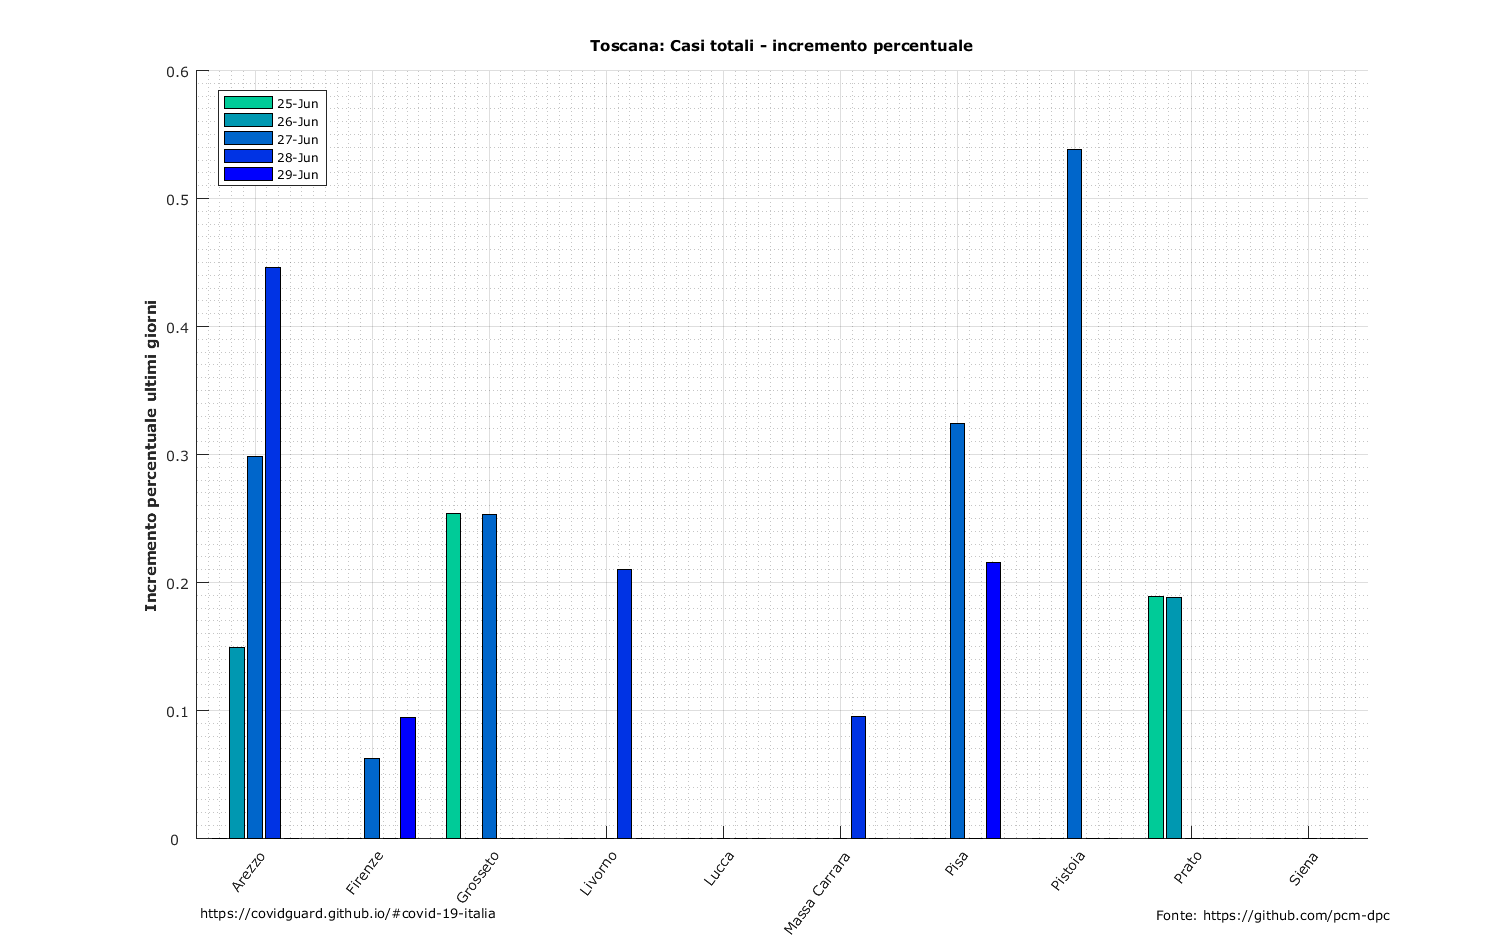 Toscana: Casi totali - incremento percentuale
Incremento percentuale ultimi giorni
0.6
0.5
0.4
0.3
0.2
0.1
0
25-Jun
26-Jun
27-Jun
28-Jun
29-Jun
Arezzo
Firenze
Grosseto
Livorno
Lucca
Massa Carrara
Pisa
Pistoia
Prato
Siena
https://covidguard.github.io/#covid-19-italia
Fonte: https://github.com/pcm-dpc